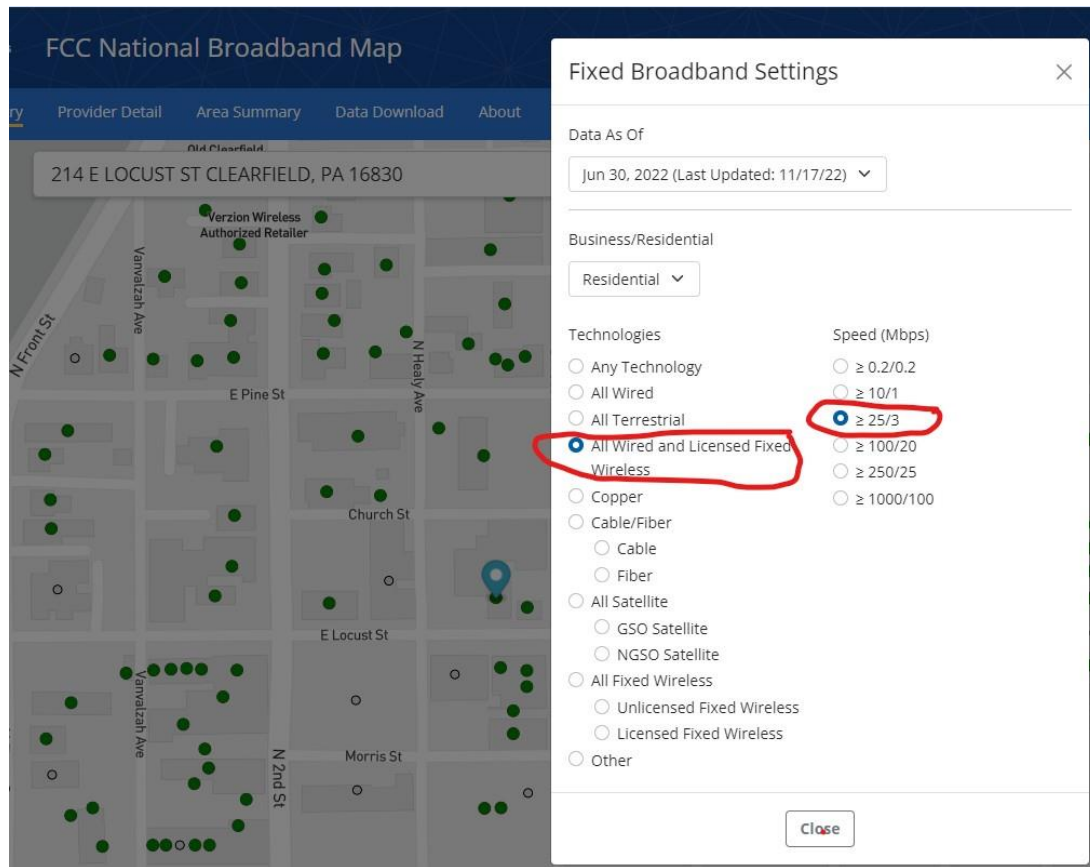 FCC National Broadband Map
ry
Provider Detail
Area Summary
Data Download
About
Old Clearfield
214 E LOCUST ST CLEARFIELD, PA 16830
Verzion Wireless
Authorized Retailer
Vanvalzah Ave
N Front St
N Healy Ave
E Pine St
Church St
E Locust St
Vanvalzah Ave
N 2nd St
Morris St
Fixed Broadband Settings
Data As Of
Jun 30, 2022 (Last Updated: 11/17/22)
Business/Residential
Residential
Technologies
Any Technology
All Wired
All Terrestrial
All Wired and Licensed Fixed
Wireless
Copper
Cable/Fiber
Cable
Fiber
All Satellite
GSO Satellite
NGSO Satellite
All Fixed Wireless
Unlicensed Fixed Wireless
Licensed Fixed Wireless
Other
Speed (Mbps)
≥ 0.2/0.2
≥ 10/1
≥ 25/3
≥ 100/20
≥ 250/25
≥ 1000/100
Close